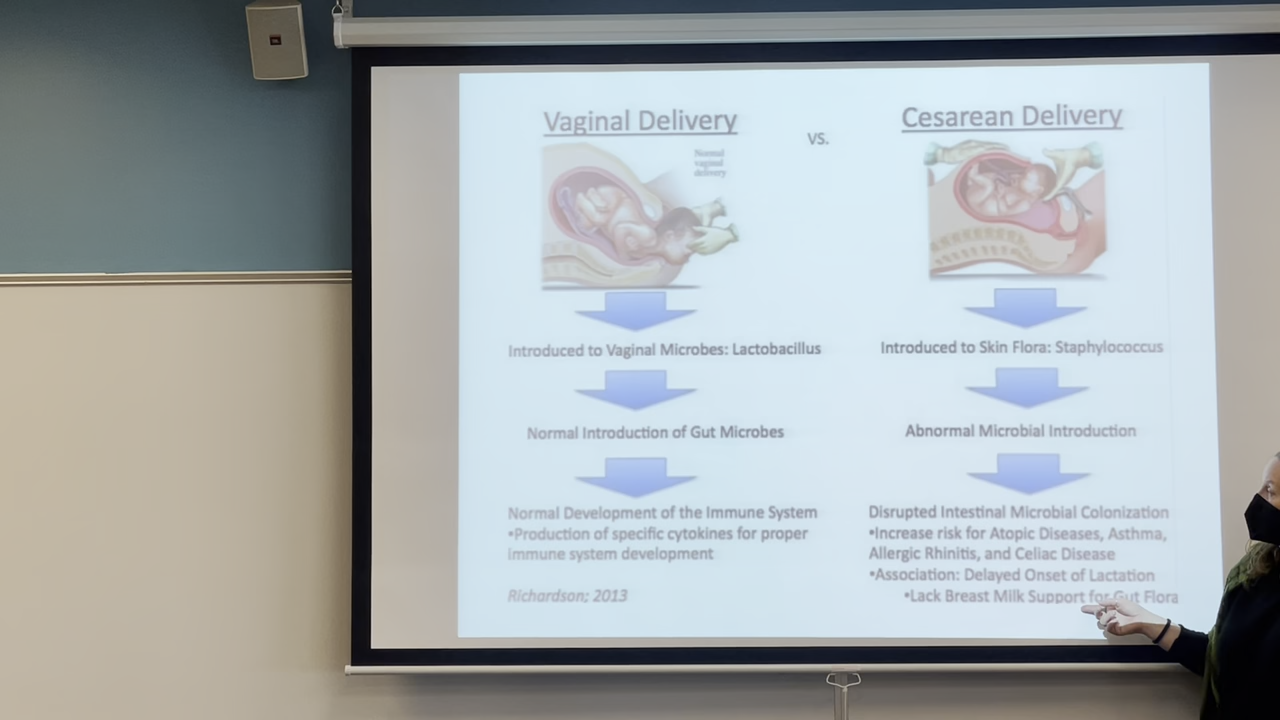 Vaginal Delivery
vs.
Cesarean Delivery
Normal
vaginal
delivery
Introduced to Vaginal Microbes: Lactobacillus
Normal Introduction of Gut Microbes
Normal Development of the Immune System
•Production of specific cytokines for proper
immune system development
Richardson; 2013
Introduced to Skin Flora: Staphylococcus
Abnormal Microbial Introduction
Disrupted Intestinal Microbial Colonization
•Increase risk for Atopic Diseases, Asthma,
Allergic Rhinitis, and Celiac Disease
•Association: Delayed Onset of Lactation
•Lack Breast Milk Support for Gut Flora